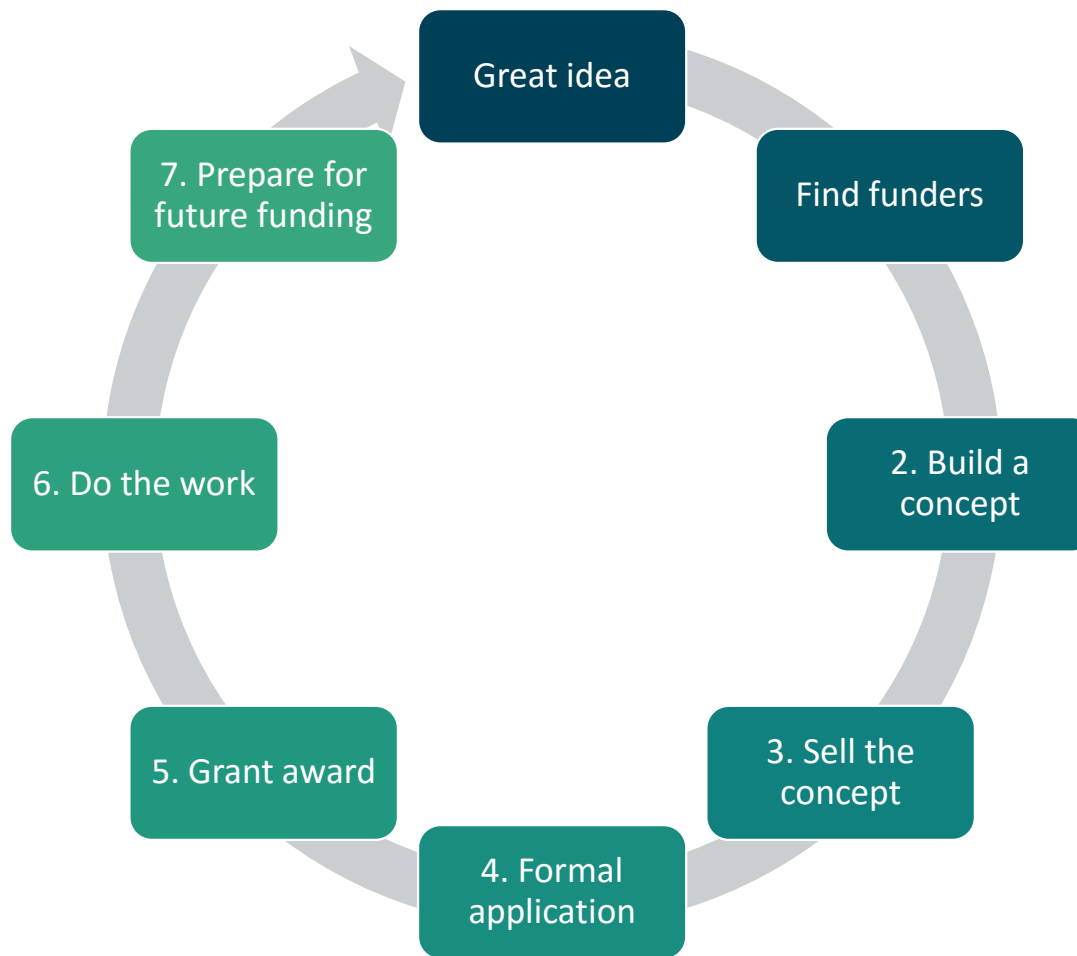 Great idea
Find funders
2. Build a
concept
3. Sell the
concept
4. Formal
application
5. Grant award
6. Do the work
7. Prepare for
future funding